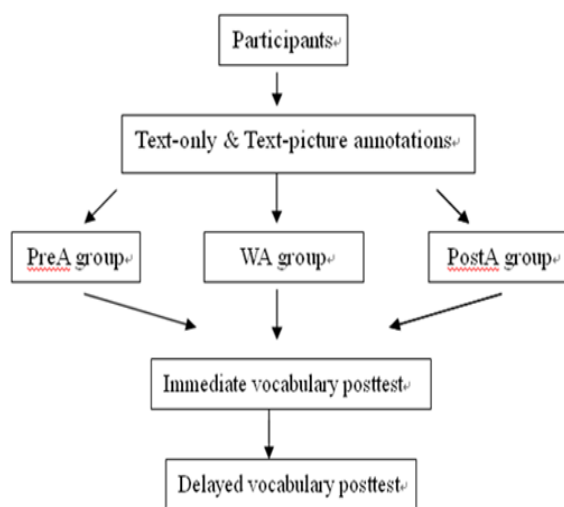 Participants
Text-only & Text-picture annotations
PreA group
WA group
PostA group
Immediate vocabulary posttest
Delayed vocabulary posttest